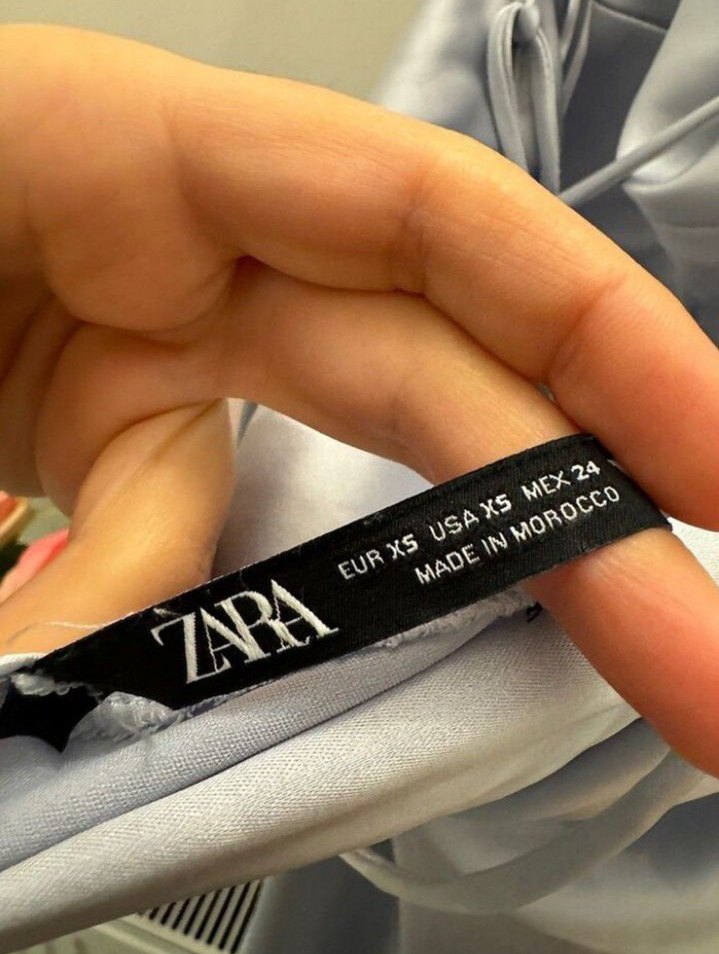 ZARA
EUR XS USA XS MEX 24
MADE IN MOROCCO